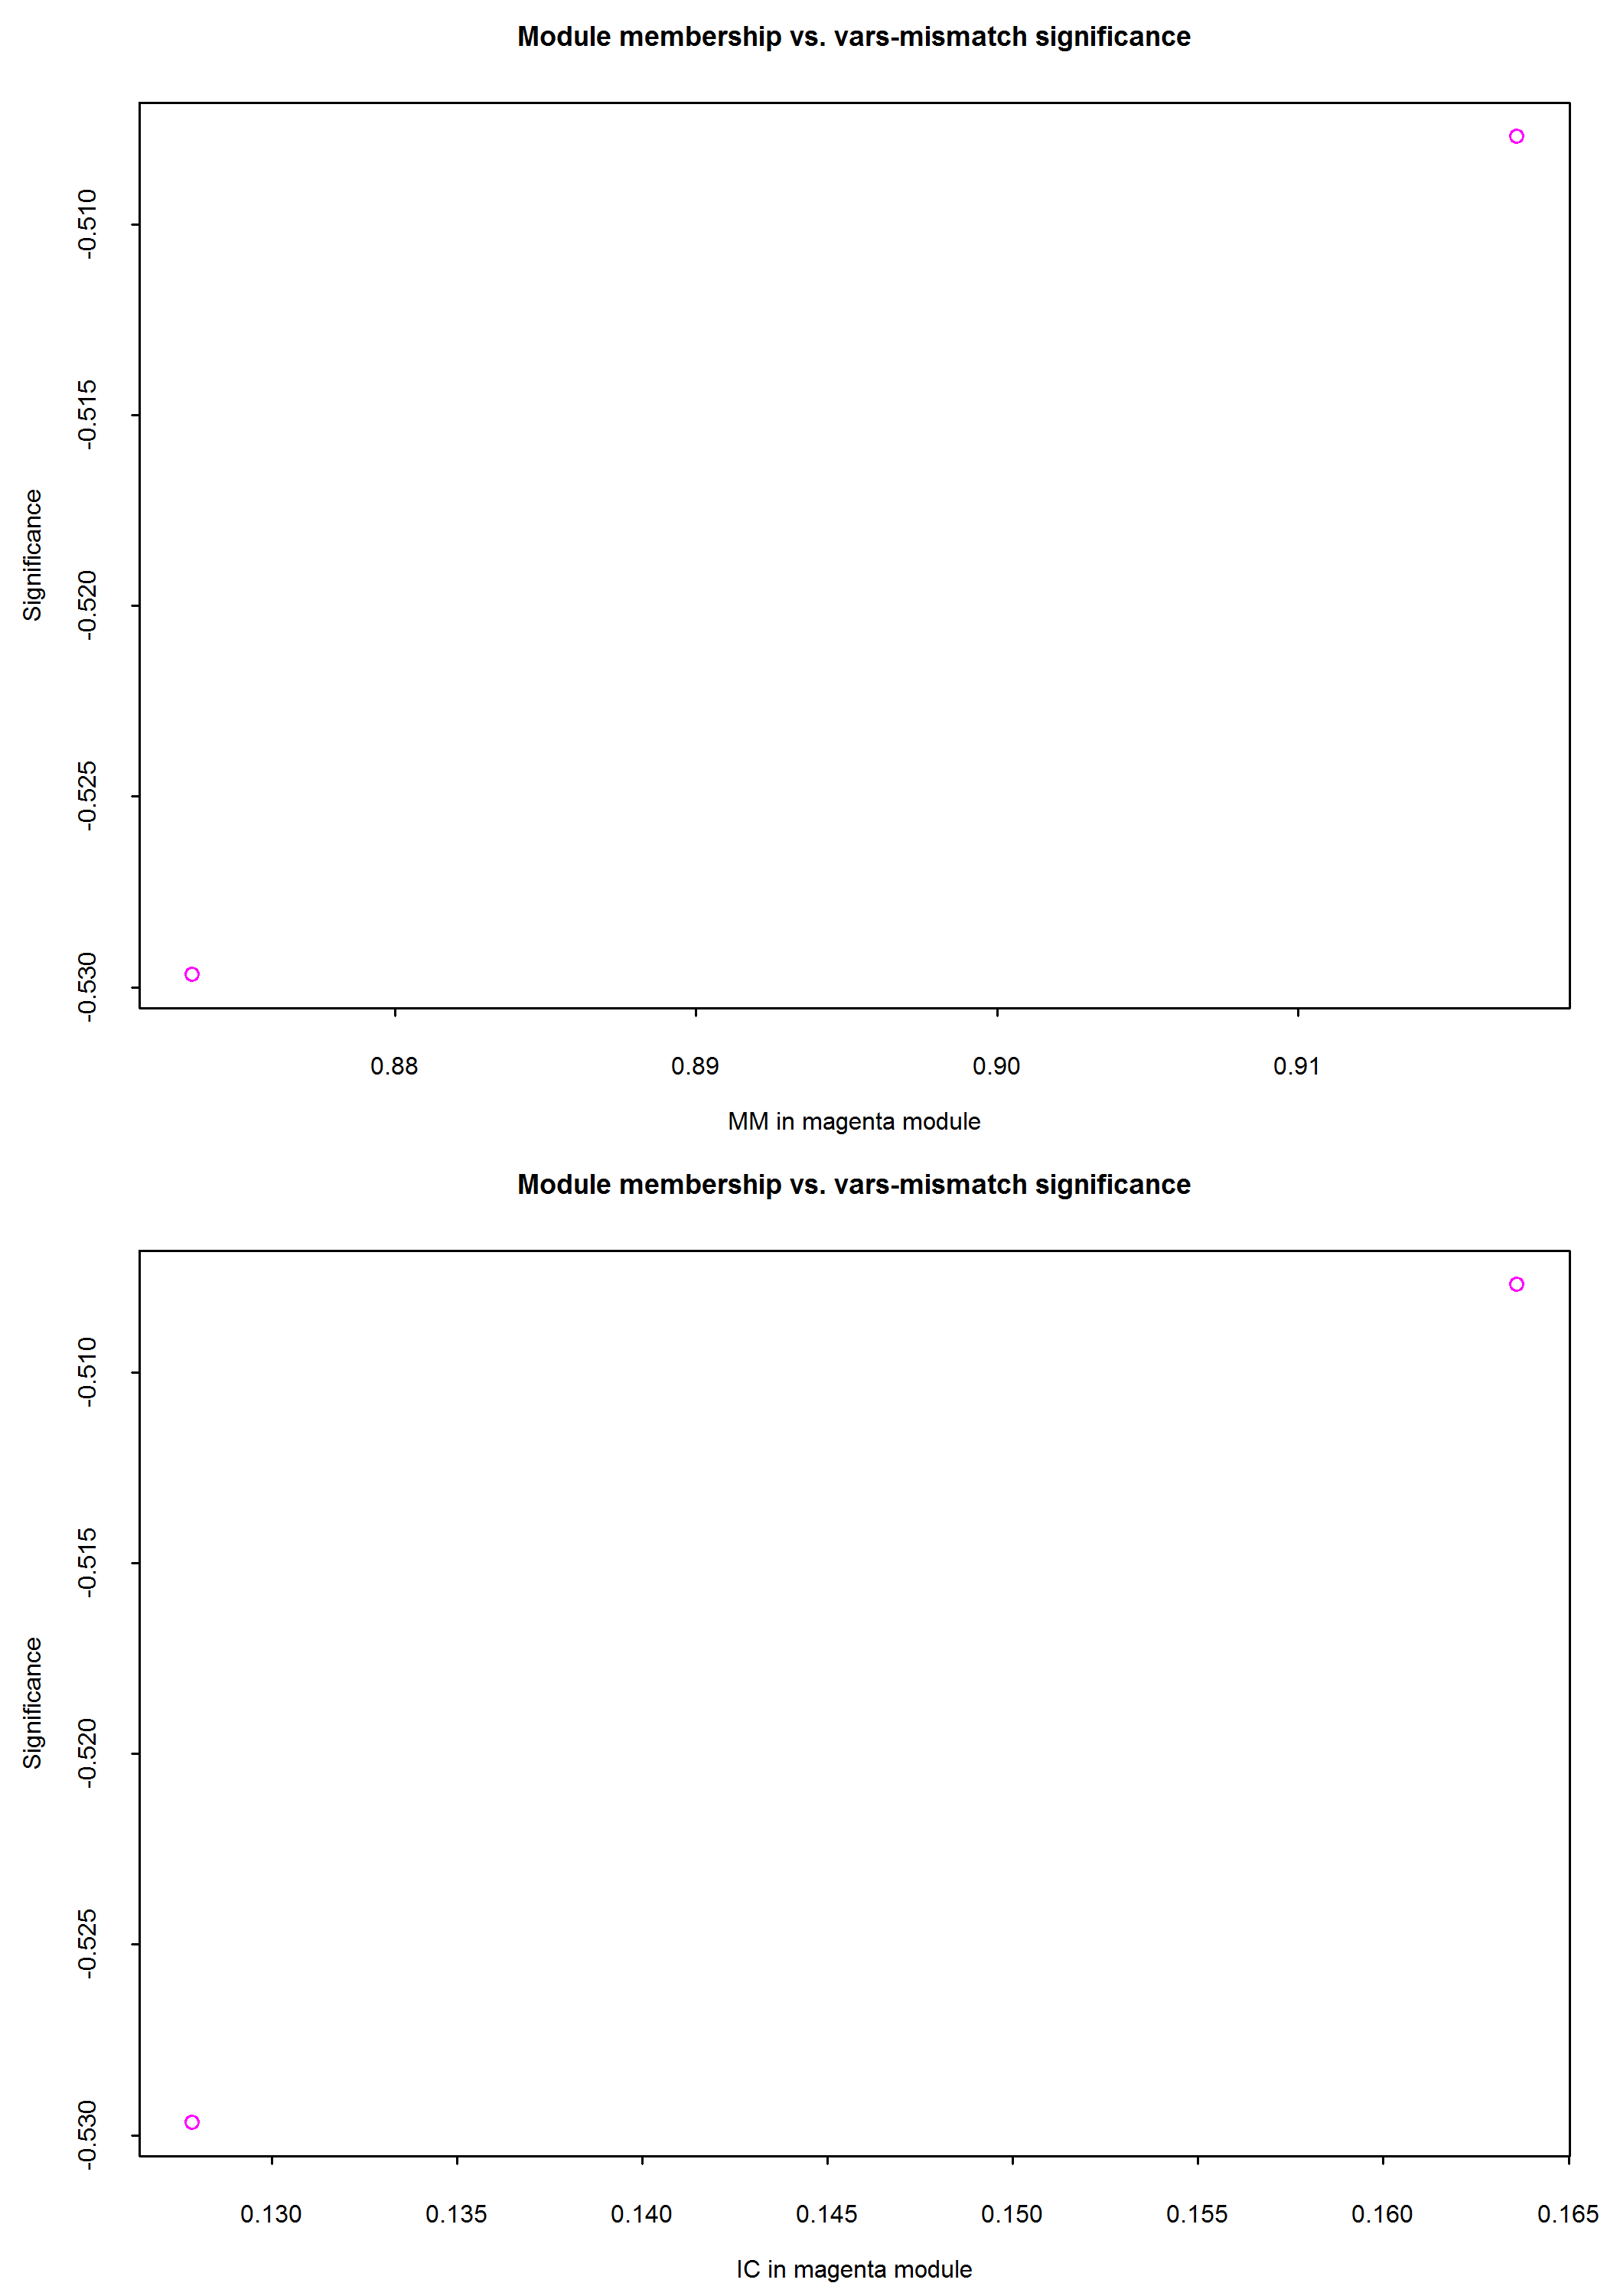 Module membership vs. vars-mismatch significance
-0.510
-0.515
-0.520
-0.525
-0.530
Significance
0.88 0.89 0.90 0.91
MM in magenta module
Module membership vs. vars-mismatch significance
-0.510
-0.515
-0.520
-0.525
-0.530
Significance
0.130 0.135 0.140 0.145 0.150 0.155 0.160 0.165
IC in magenta module